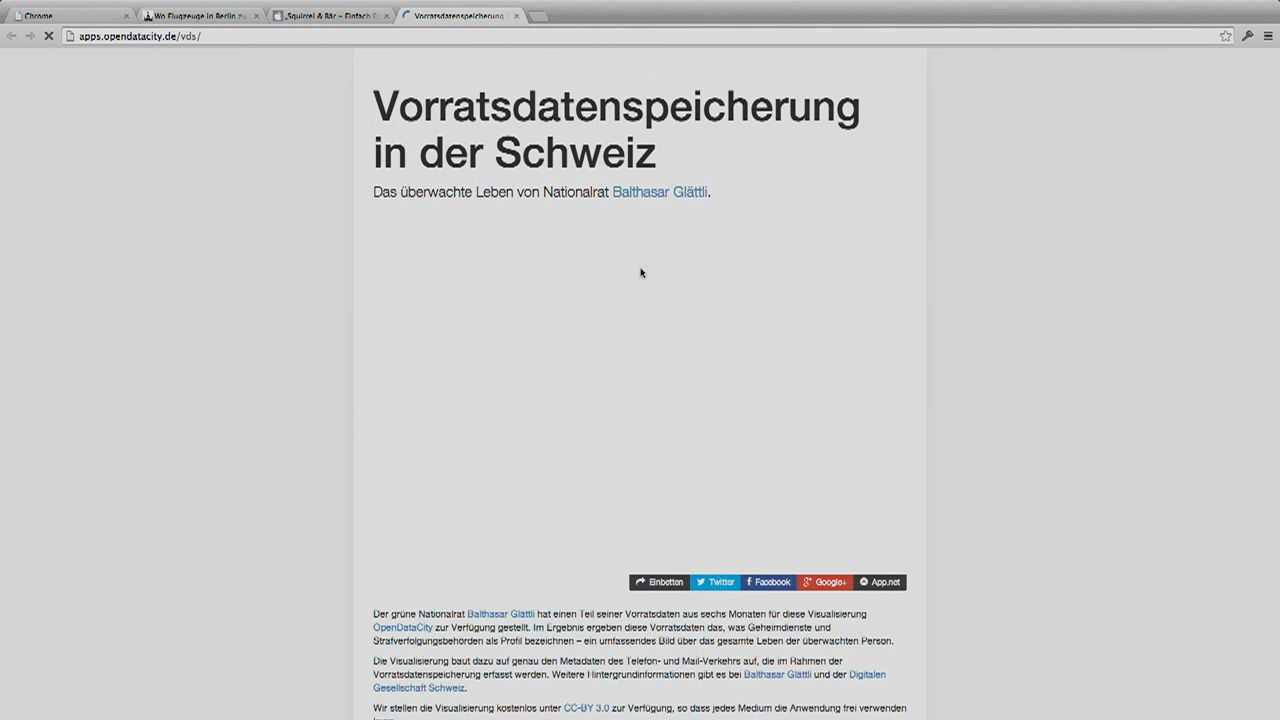 Chrome
Wo Flugzeuge in Berlin zu
„Squirrel & Bär – Einfach
Vorratsdatenspeicherung
apps.opendatacity.de/vds/
Vorratsdatenspeicherung
in der Schweiz
Das überwachte Leben von Nationalrat Balthasar Glättli.
Einbetten Twitter Facebook Google+ App.net
Der grüne Nationalrat Balthasar Glättli hat einen Teil seiner Vorratsdaten aus sechs Monaten für diese Visualisierung
OpenDataCity zur Verfügung gestellt. Im Ergebnis ergeben diese Vorratsdaten das, was Geheimdienste und
Strafverfolgungsbehörden als Profil bezeichnen – ein umfassendes Bild über das gesamte Leben der überwachten Person.
Die Visualisierung baut dazu auf genau den Metadaten des Telefon- und Mail-Verkehrs auf, die im Rahmen der
Vorratsdatenspeicherung erfasst werden. Weitere Hintergrundinformationen gibt es bei Balthasar Glättli und der Digitalen
Gesellschaft Schweiz.
Wir stellen die Visualisierung kostenlos unter CC-BY 3.0 zur Verfügung, so dass jedes Medium die Anwendung frei verwenden